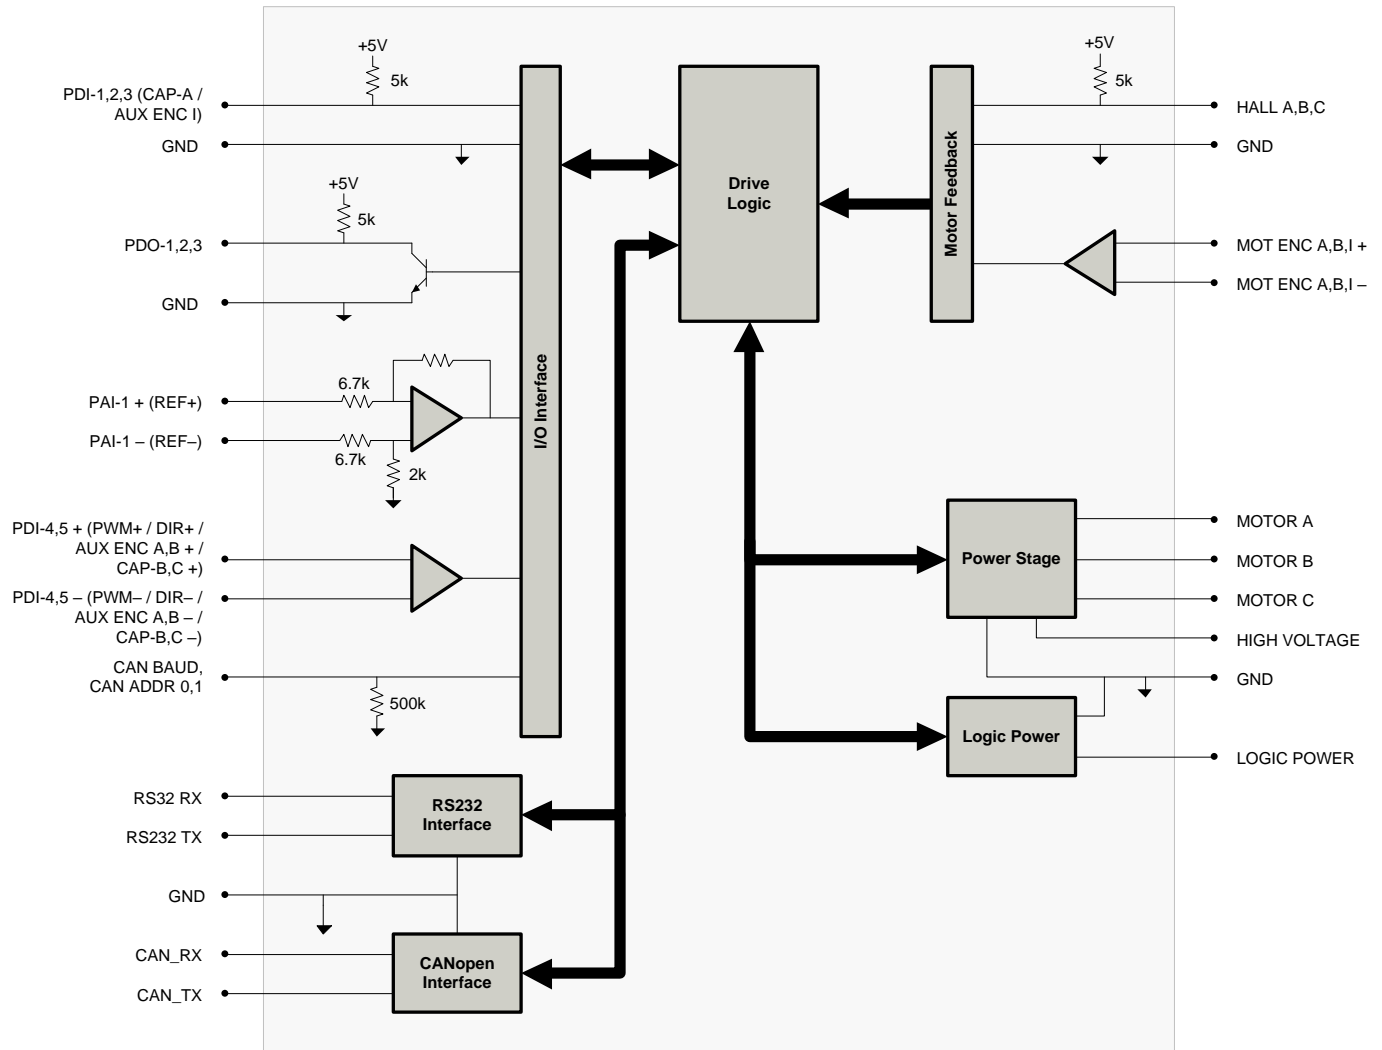 +5V
5k
PDI-1,2,3 (CAP-A /
AUX ENC I)
GND
+5V
5k
PDO-1,2,3
GND
6.7k
PAI-1 + (REF+)
PAI-1 – (REF–)
6.7k
2k
PDI-4,5 + (PWM+ / DIR+ /
AUX ENC A,B + /
CAP-B,C +)
PDI-4,5 – (PWM– / DIR– /
AUX ENC A,B – /
CAP-B,C –)
CAN BAUD,
CAN ADDR 0,1
500k
I/O Interface
RS32 RX
RS232 TX
RS232
Interface
GND
CAN_RX
CAN_TX
CANopen
Interface
Drive
Logic
Motor Feedback
+5V
5k
HALL A,B,C
GND
MOT ENC A,B,I +
MOT ENC A,B,I –
Power Stage
MOTOR A
MOTOR B
MOTOR C
HIGH VOLTAGE
GND
Logic Power
LOGIC POWER